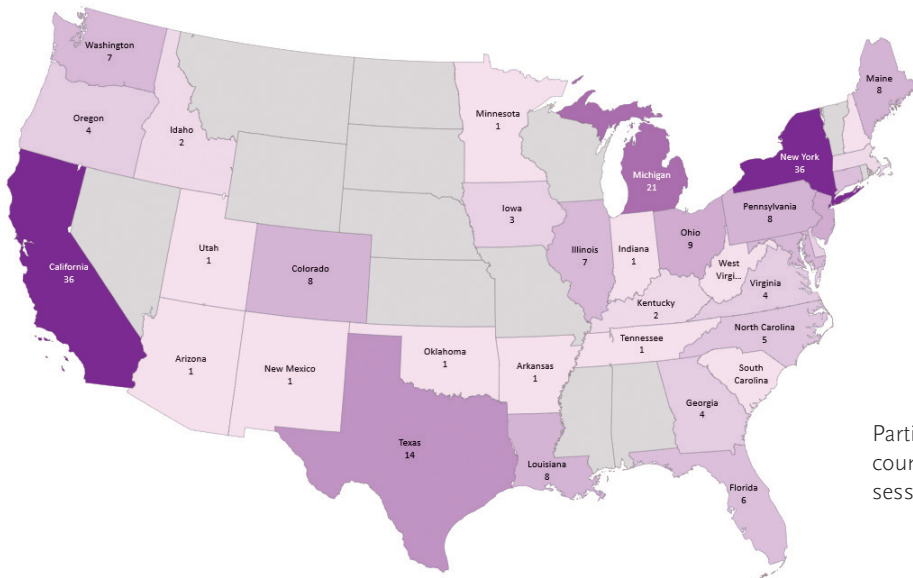 Washington
7
Oregon
4
Idaho
2
Minnesota
1
Maine
8
New York
36
Michigan
21
Iowa
3
Pennsylvania
8
Ohio
9
Illinois
7
Indiana
1
West
Virgi...
Virginia
4
Utah
1
Colorado
8
California
36
Kentucky
2
North Carolina
5
Tennessee
1
Arizona
1
New Mexico
1
Oklahoma
1
Arkansas
1
South
Carolina
Georgia
4
Texas
14
Louisiana
8
Florida
6
Parti
cour
sess